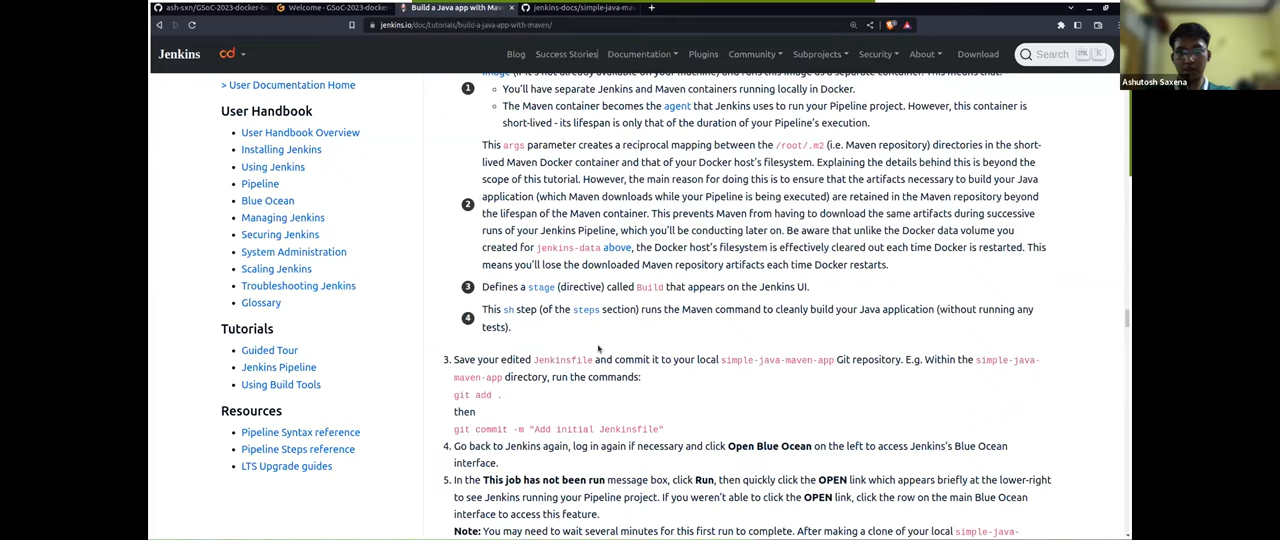 ash-sxn/GSoC-2023-docker-ba
Welcome - GSoC-2023-dock
Build a Java app with Maven
jenkins-docs/simple-java-ma
jenkins.io/doc/tutorials/build-a-java-app-with-maven/
Jenkins
cd
Blog Success Stories Documentation Plugins Community Subprojects Security About Download
Search K
Ashutosh Saxena
> User Documentation Home
User Handbook
User Handbook Overview
Installing Jenkins
Using Jenkins
Pipeline
Blue Ocean
Managing Jenkins
Securing Jenkins
System Administration
Scaling Jenkins
Troubleshooting Jenkins
Glossary
Tutorials
Guided Tour
Jenkins Pipeline
Using Build Tools
Resources
Pipeline Syntax reference
Pipeline Steps reference
LTS Upgrade guides
image (if it's not already available on your machine) and runs this image as a separate container. This means that:
1
You'll have separate Jenkins and Maven containers running locally in Docker.
The Maven container becomes the agent that Jenkins uses to run your Pipeline project. However, this container is
short-lived - its lifespan is only that of the duration of your Pipeline's execution.
This args parameter creates a reciprocal mapping between the /root/.m2 (i.e. Maven repository) directories in the short-
lived Maven Docker container and that of your Docker host's filesystem. Explaining the details behind this is beyond the
scope of this tutorial. However, the main reason for doing this is to ensure that the artifacts necessary to build your Java
application (which Maven downloads while your Pipeline is being executed) are retained in the Maven repository beyond
2
the lifespan of the Maven container. This prevents Maven from having to download the same artifacts during successive
runs of your Jenkins Pipeline, which you'll be conducting later on. Be aware that unlike the Docker data volume you
created for jenkins-data above, the Docker host's filesystem is effectively cleared out each time Docker is restarted. This
means you'll lose the downloaded Maven repository artifacts each time Docker restarts.
3 Defines a stage (directive) called Build that appears on the Jenkins UI.
4
This sh step (of the steps section) runs the Maven command to cleanly build your Java application (without running any
tests).
3. Save your edited Jenkinsfile and commit it to your local simple-java-maven-app Git repository. E.g. Within the simple-java-
maven-app directory, run the commands:
git add .
then
git commit -m "Add initial Jenkinsfile"
4. Go back to Jenkins again, log in again if necessary and click Open Blue Ocean on the left to access Jenkins's Blue Ocean
interface.
5. In the This job has not been run message box, click Run, then quickly click the OPEN link which appears briefly at the lower-right
to see Jenkins running your Pipeline project. If you weren't able to click the OPEN link, click the row on the main Blue Ocean
interface to access this feature.
Note: You may need to wait several minutes for this first run to complete. After making a clone of your local simple-java-